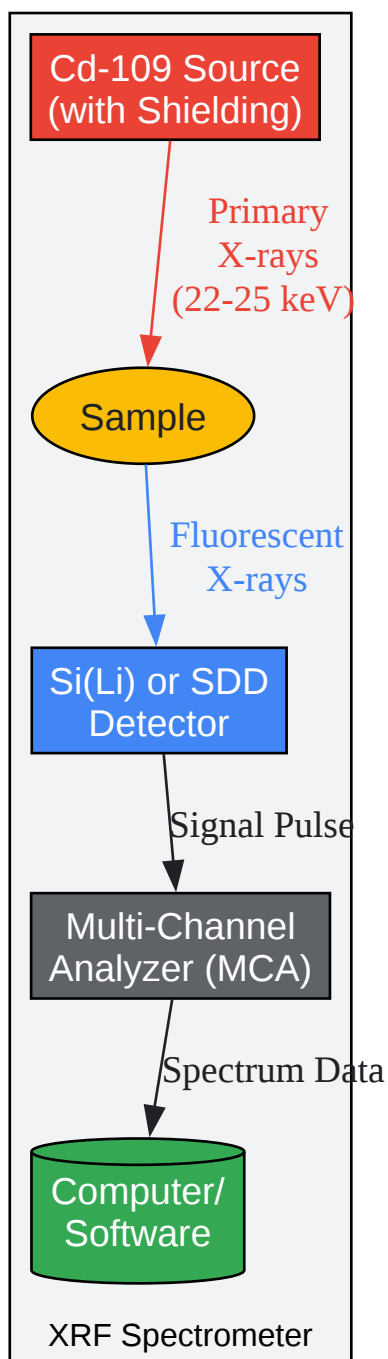 Cd-109 Source
(with Shielding)
Primary
X-rays
(22-25 keV)
Sample
Fluorescent
X-rays
Si(Li) or SDD
Detector
Signal Pulse
Multi-Channel
Analyzer (MCA)
Spectrum Data
Computer/
Software
XRF Spectrometer